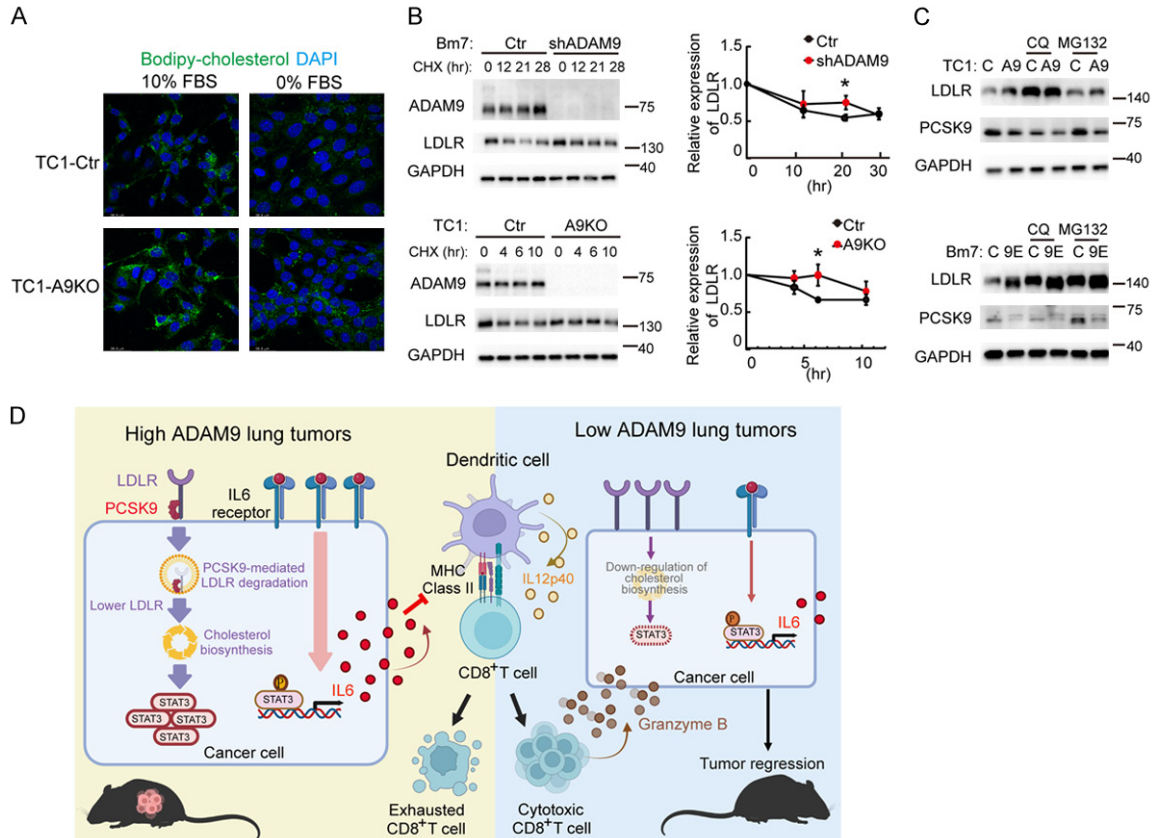 A
Bodipy-cholesterol DAPI
10% FBS 0% FBS
TC1-Ctr
TC1-A9KO
B
Bm7: Ctr shADAM9
CHX (hr): 0 12 21 28 0 12 21 28
ADAM9 75
LDLR 130
GAPDH 40
Relative expression
of LDLR
1.5
1.0
0.5
0
Ctr
shADAM9
*
0 10 20 30
(hr)
TC1: Ctr A9KO
CHX (hr): 0 4 6 10 0 4 6 10
ADAM9 75
LDLR 130
GAPDH 40
Relative expression
of LDLR
1.5
1.0
0.5
0
Ctr
A9KO
*
0 5 10
(hr)
C
CQ MG132
TC1: C A9 C A9 C A9
LDLR 140
PCSK9 75
GAPDH 40
CQ MG132
Bm7: C 9E C 9E C 9E
LDLR 140
PCSK9 75
GAPDH 40
D
High ADAM9 lung tumors
LDLR
PCSK9
IL6
receptor
PCSK9-mediated
LDLR degradation
Lower LDLR
Cholesterol
biosynthesis
STAT3
STAT3 STAT3
STAT3
P
STAT3
IL6
Cancer cell
Dendritic cell
MHC
Class II
IL12p40
CD8+T cell
Exhausted
CD8+T cell
Cytotoxic
CD8+T cell
Granzyme B
Low ADAM9 lung tumors
Down-regulation of
cholesterol
biosynthesis
STAT3
P
STAT3
IL6
Cancer cell
Tumor regression